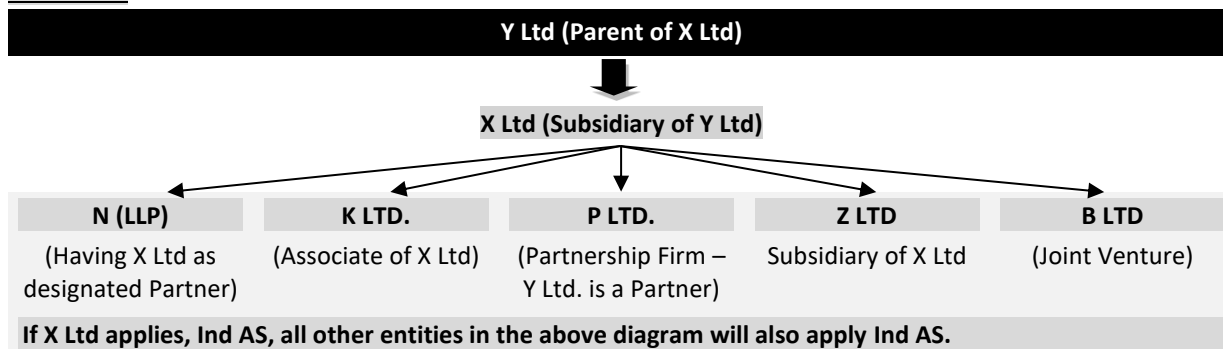 Y Ltd (Parent of X Ltd)
X Ltd (Subsidiary of Y Ltd)
N (LLP)
(Having X Ltd as
designated Partner)
K LTD.
(Associate of X Ltd)
P LTD.
(Partnership Firm –
Y Ltd. is a Partner)
Z LTD
Subsidiary of X Ltd
B LTD
(Joint Venture)
If X Ltd applies, Ind AS, all other entities in the above diagram will also apply Ind AS.